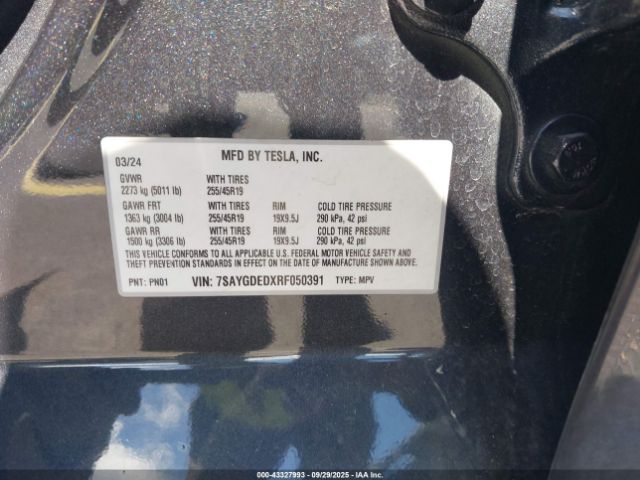 03/24 MFD BY TESLA, INC.
GVWR WITH TIRES
2273 kg (5011 lb) 255/45R19
GAWR FRT WITH TIRES RIM COLD TIRE PRESSURE
1363 kg (3004 lb) 255/45R19 19X9.5J 290 kPa, 42 psi
GAWR RR WITH TIRES RIM COLD TIRE PRESSURE
1500 kg (3306 lb) 255/45R19 19X9.5J 290 kPa, 42 psi
THIS VEHICLE CONFORMS TO ALL APPLICABLE U.S. FEDERAL MOTOR VEHICLE SAFETY AND
THEFT PREVENTION STANDARDS IN EFFECT ON THE DATE OF MANUFACTURE SHOWN ABOVE.
PNT: PN01 VIN: 7SAYGDEDXRF050391 TYPE: MPV
000-43327993 09/29/2025 IAA Inc.